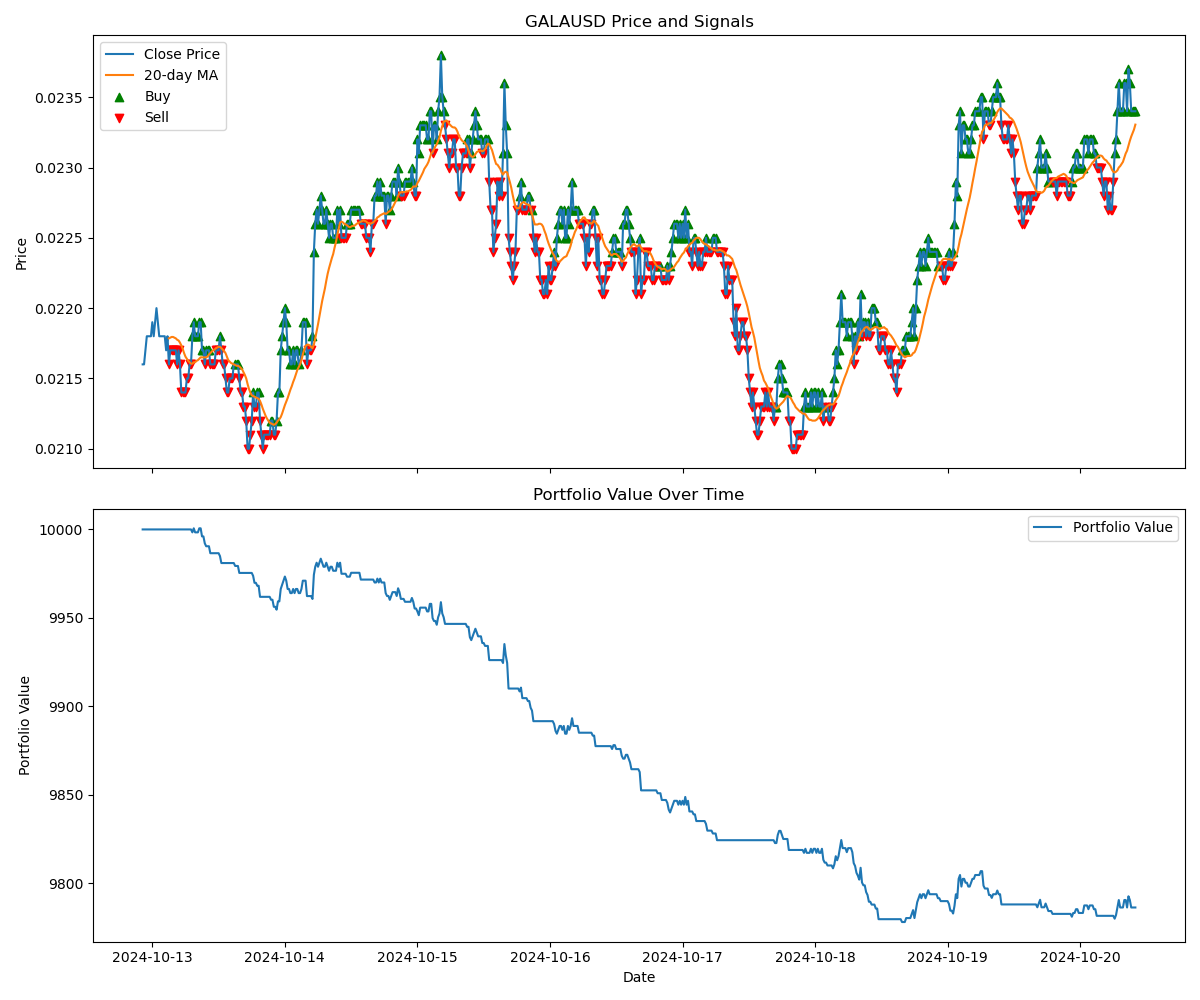 GALAUSD Price and Signals
Close Price
20-day MA
Buy
Sell
Price
0.0235
0.0230
0.0225
0.0220
0.0215
0.0210
Portfolio Value Over Time
Portfolio Value
Portfolio Value
10000
9950
9900
9850
9800
2024-10-13
2024-10-14
2024-10-15
2024-10-16
2024-10-17
2024-10-18
2024-10-19
2024-10-20
Date